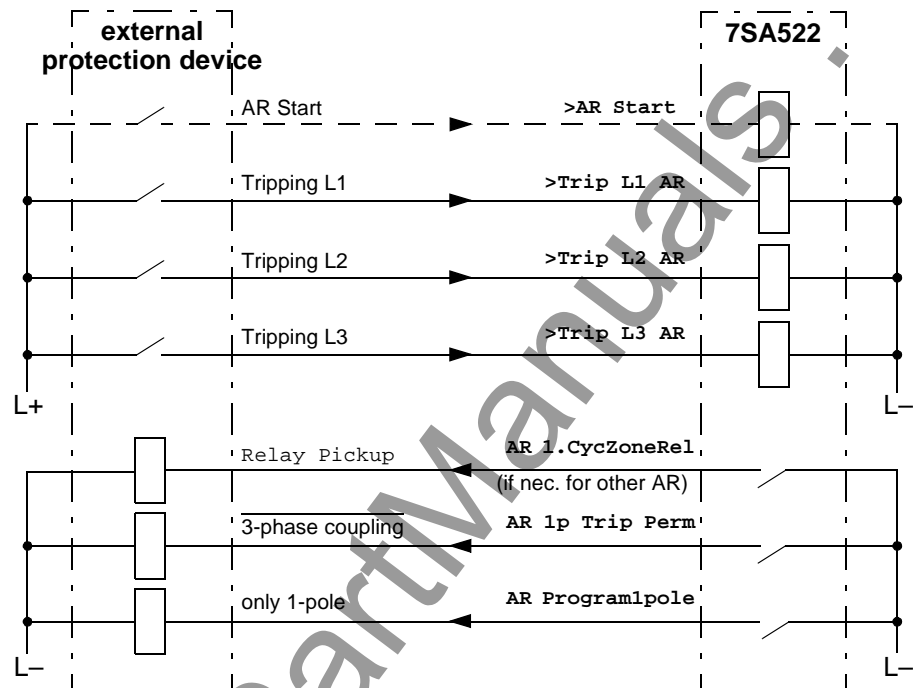 external
protection device
7SA522
AR Start
>AR Start
Tripping L1
>Trip L1 AR
Tripping L2
>Trip L2 AR
Tripping L3
>Trip L3 AR
L+
L–
Relay Pickup
AR 1.CycZoneRel
(if nec. for other AR)
3-phase coupling
AR 1p Trip Perm
only 1-pole
AR Program1pole
L–
L–
PartManuals .